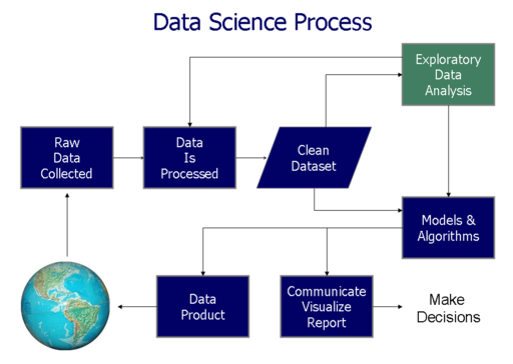 Data Science Process
Exploratory
Data
Analysis
Raw
Data
Collected
Data
Is
Processed
Clean
Dataset
Models &
Algorithms
Data
Product
Communicate
Visualize
Report
Make
Decisions